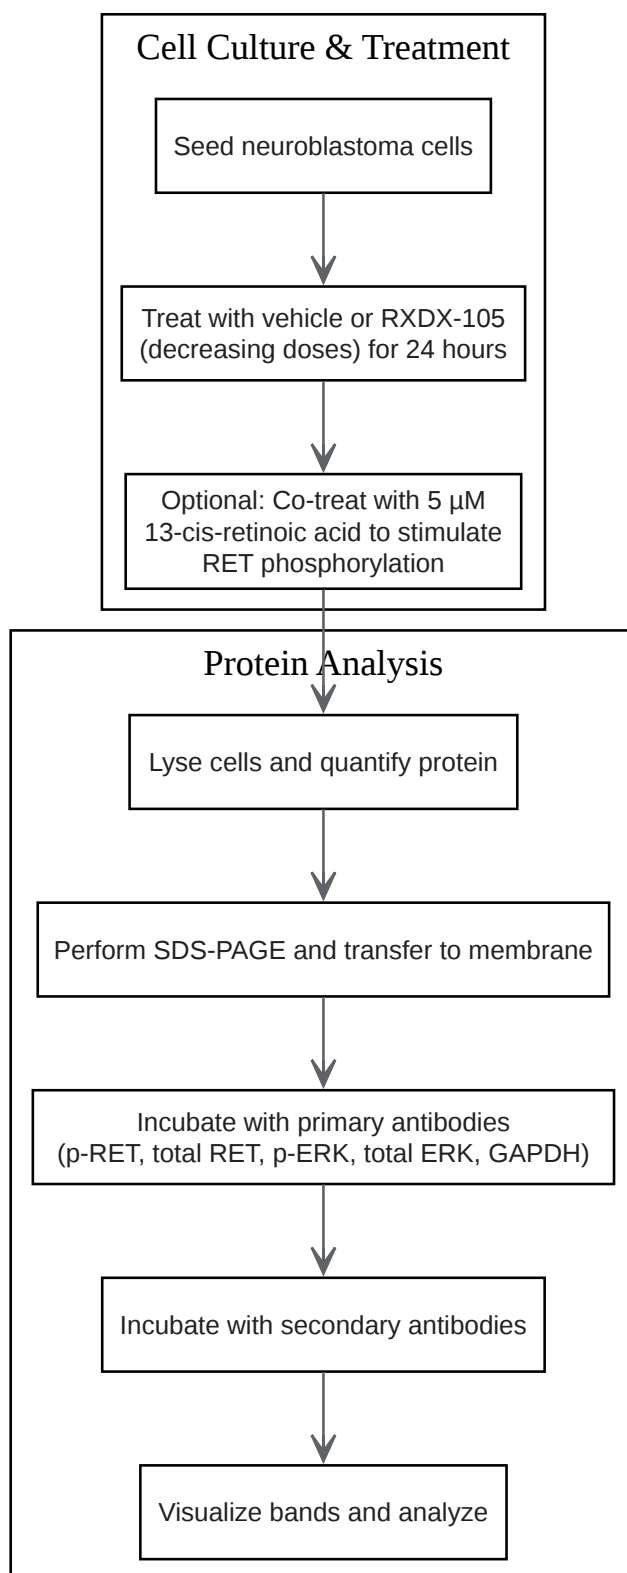 Cell Culture & Treatment
Seed neuroblastoma cells
Treat with vehicle or RXDX-105
(decreasing doses) for 24 hours
Optional: Co-treat with 5 µM
13-cis-retinoic acid to stimulate
RET phosphorylation
Protein Analysis
Lyse cells and quantify protein
Perform SDS-PAGE and transfer to membrane
Incubate with primary antibodies
(p-RET, total RET, p-ERK, total ERK, GAPDH)
Incubate with secondary antibodies
Visualize bands and analyze